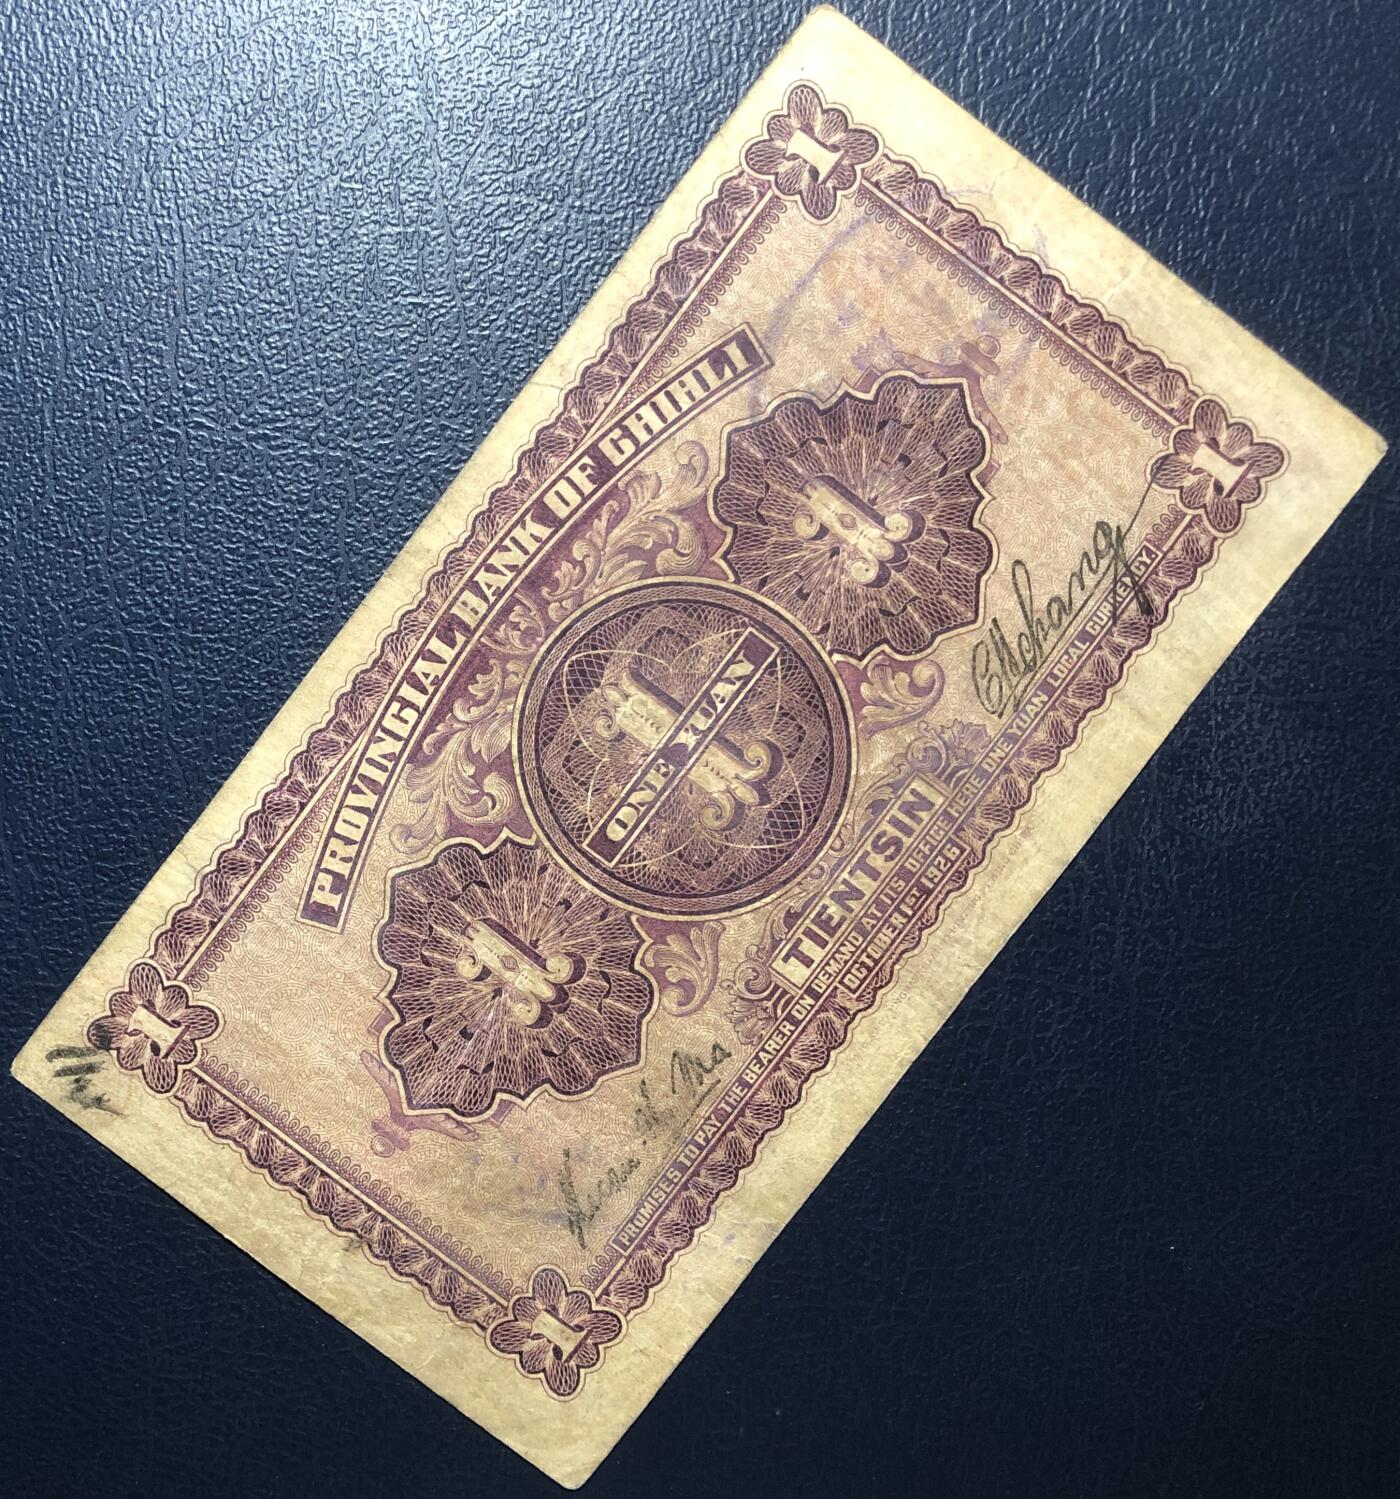 1 1
PROVINCIAL BANK OF CHIHLI
1 1 1
ONE YUAN
TIENTSIN
PROMISES TO PAY THE BEARER ON DEMAND AT ITS OFFICE HERE ONE YUAN LOCAL CURRENCY
OCTOBER 1ST 1926
1 1